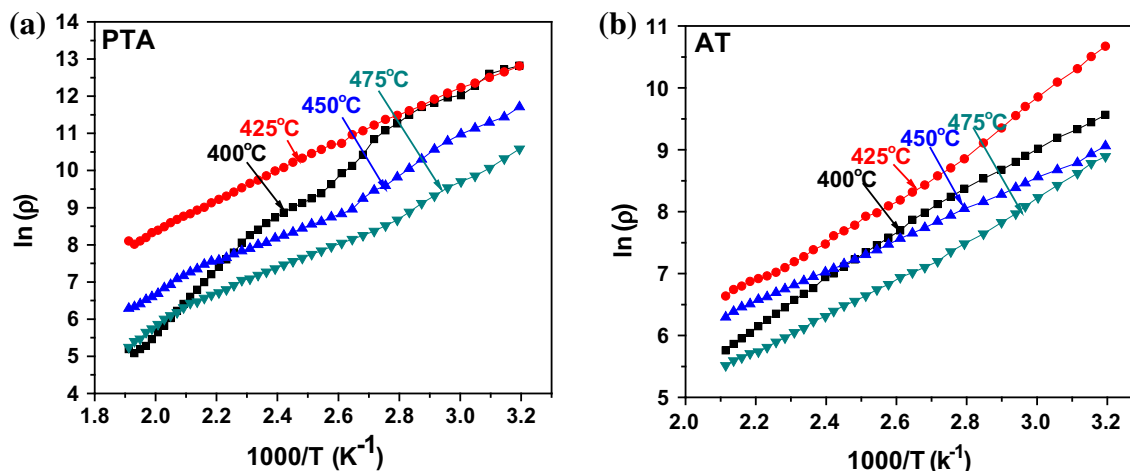 (a)
PTA
14
13
12
11
10
9
8
7
6
5
4
ln (ρ)
475°C
450°C
425°C
400°C
1.8 2.0 2.2 2.4 2.6 2.8 3.0 3.2
1000/T (K⁻¹)
(b)
AT
11
10
9
8
7
6
5
ln (ρ)
475°C
450°C
425°C
400°C
2.0 2.2 2.4 2.6 2.8 3.0 3.2
1000/T (k⁻¹)